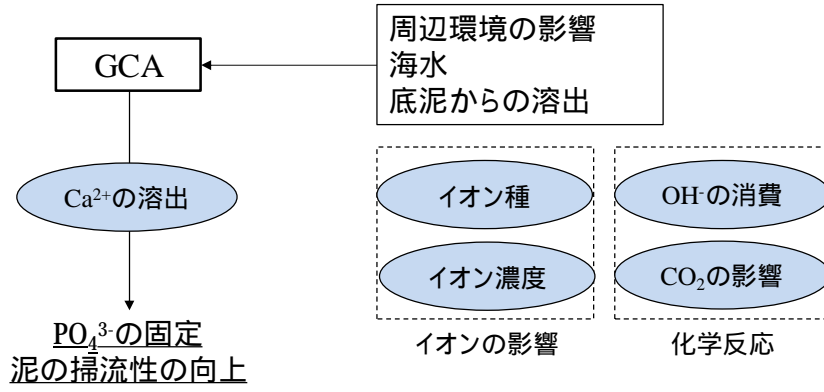 周辺環境の影響
海水
底泥からの溶出
GCA
Ca²⁺の溶出
PO₄³⁻の固定
泥の掃流性の向上
イオン種
イオン濃度
イオンの影響
OH⁻の消費
CO₂の影響
化学反応